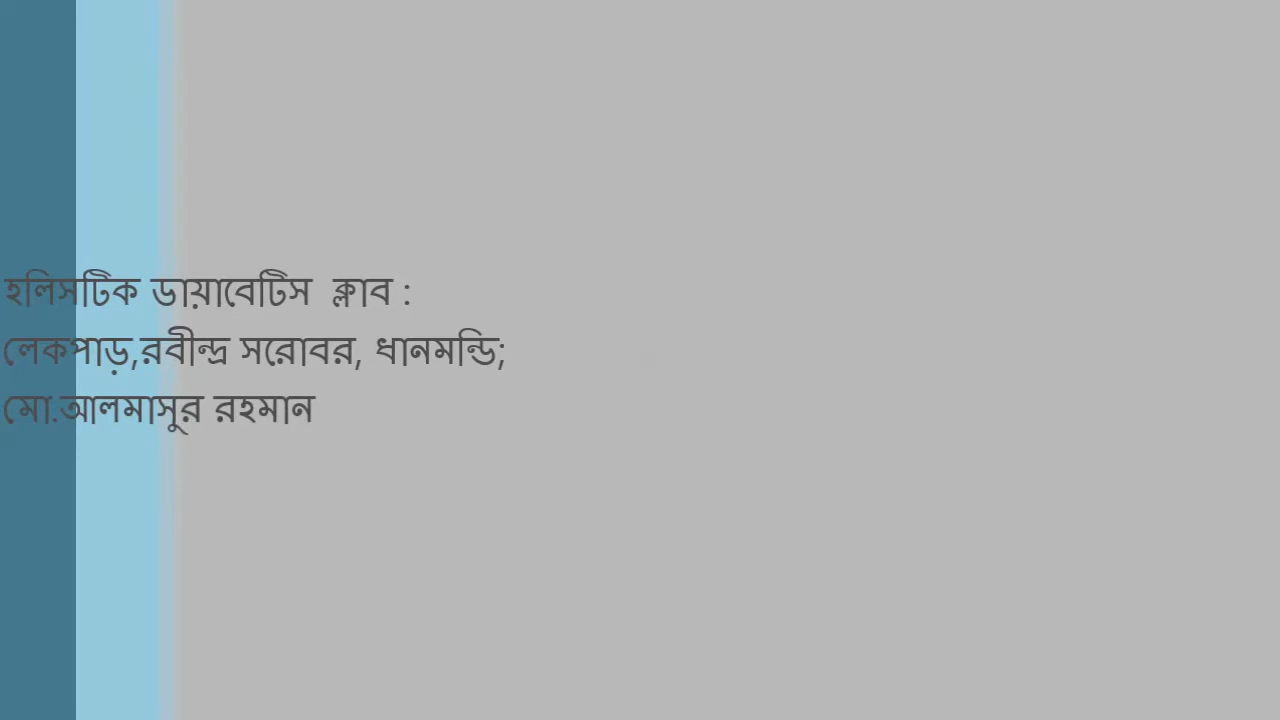 হলিসটিক ডায়াবেটিস  ক্লাব :
লেকপাড়,রবীন্দ্র সরোবর, ধানমন্ডি;
মো.আলমাসুর রহমান